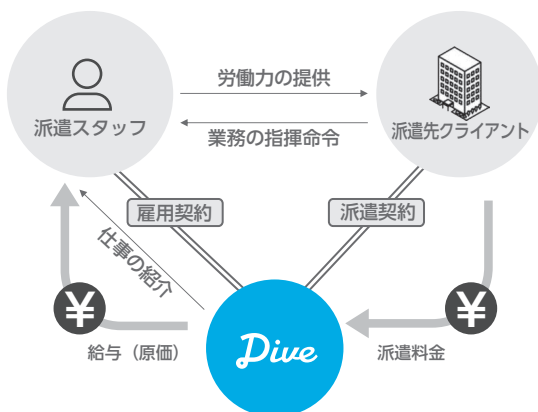 労働力の提供
派遣スタッフ
業務の指揮命令
派遣先クライアント
雇用契約
派遣契約
仕事の紹介
¥
¥
Dive
給与（原価）
派遣料金